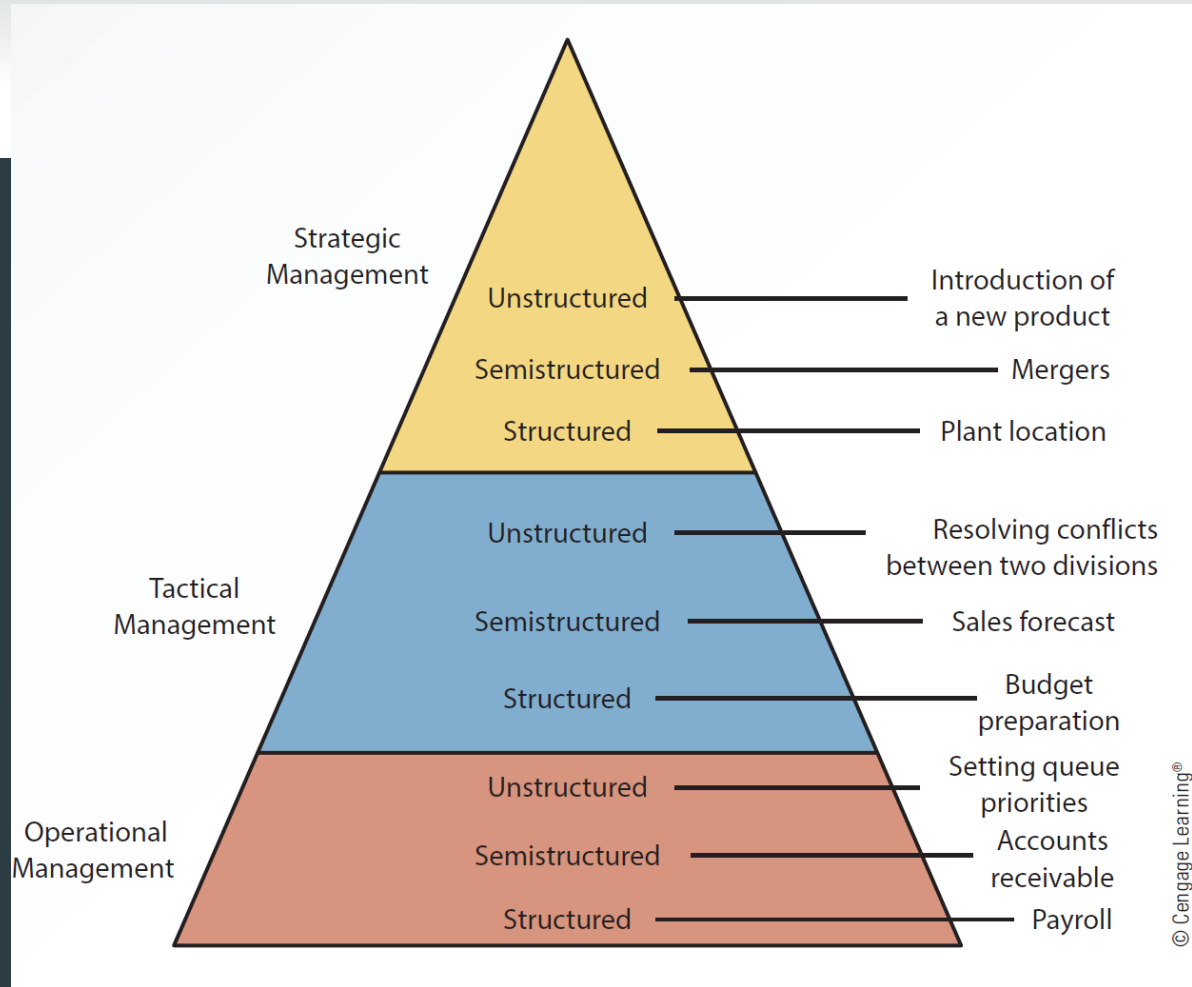 Strategic
Management
Unstructured
Introduction of
a new product
Semistructured
Mergers
Structured
Plant location
Tactical
Management
Unstructured
Resolving conflicts
between two divisions
Semistructured
Sales forecast
Structured
Budget
preparation
Operational
Management
Unstructured
Setting queue
priorities
Semistructured
Accounts
receivable
Structured
Payroll
© Cengage Learning®